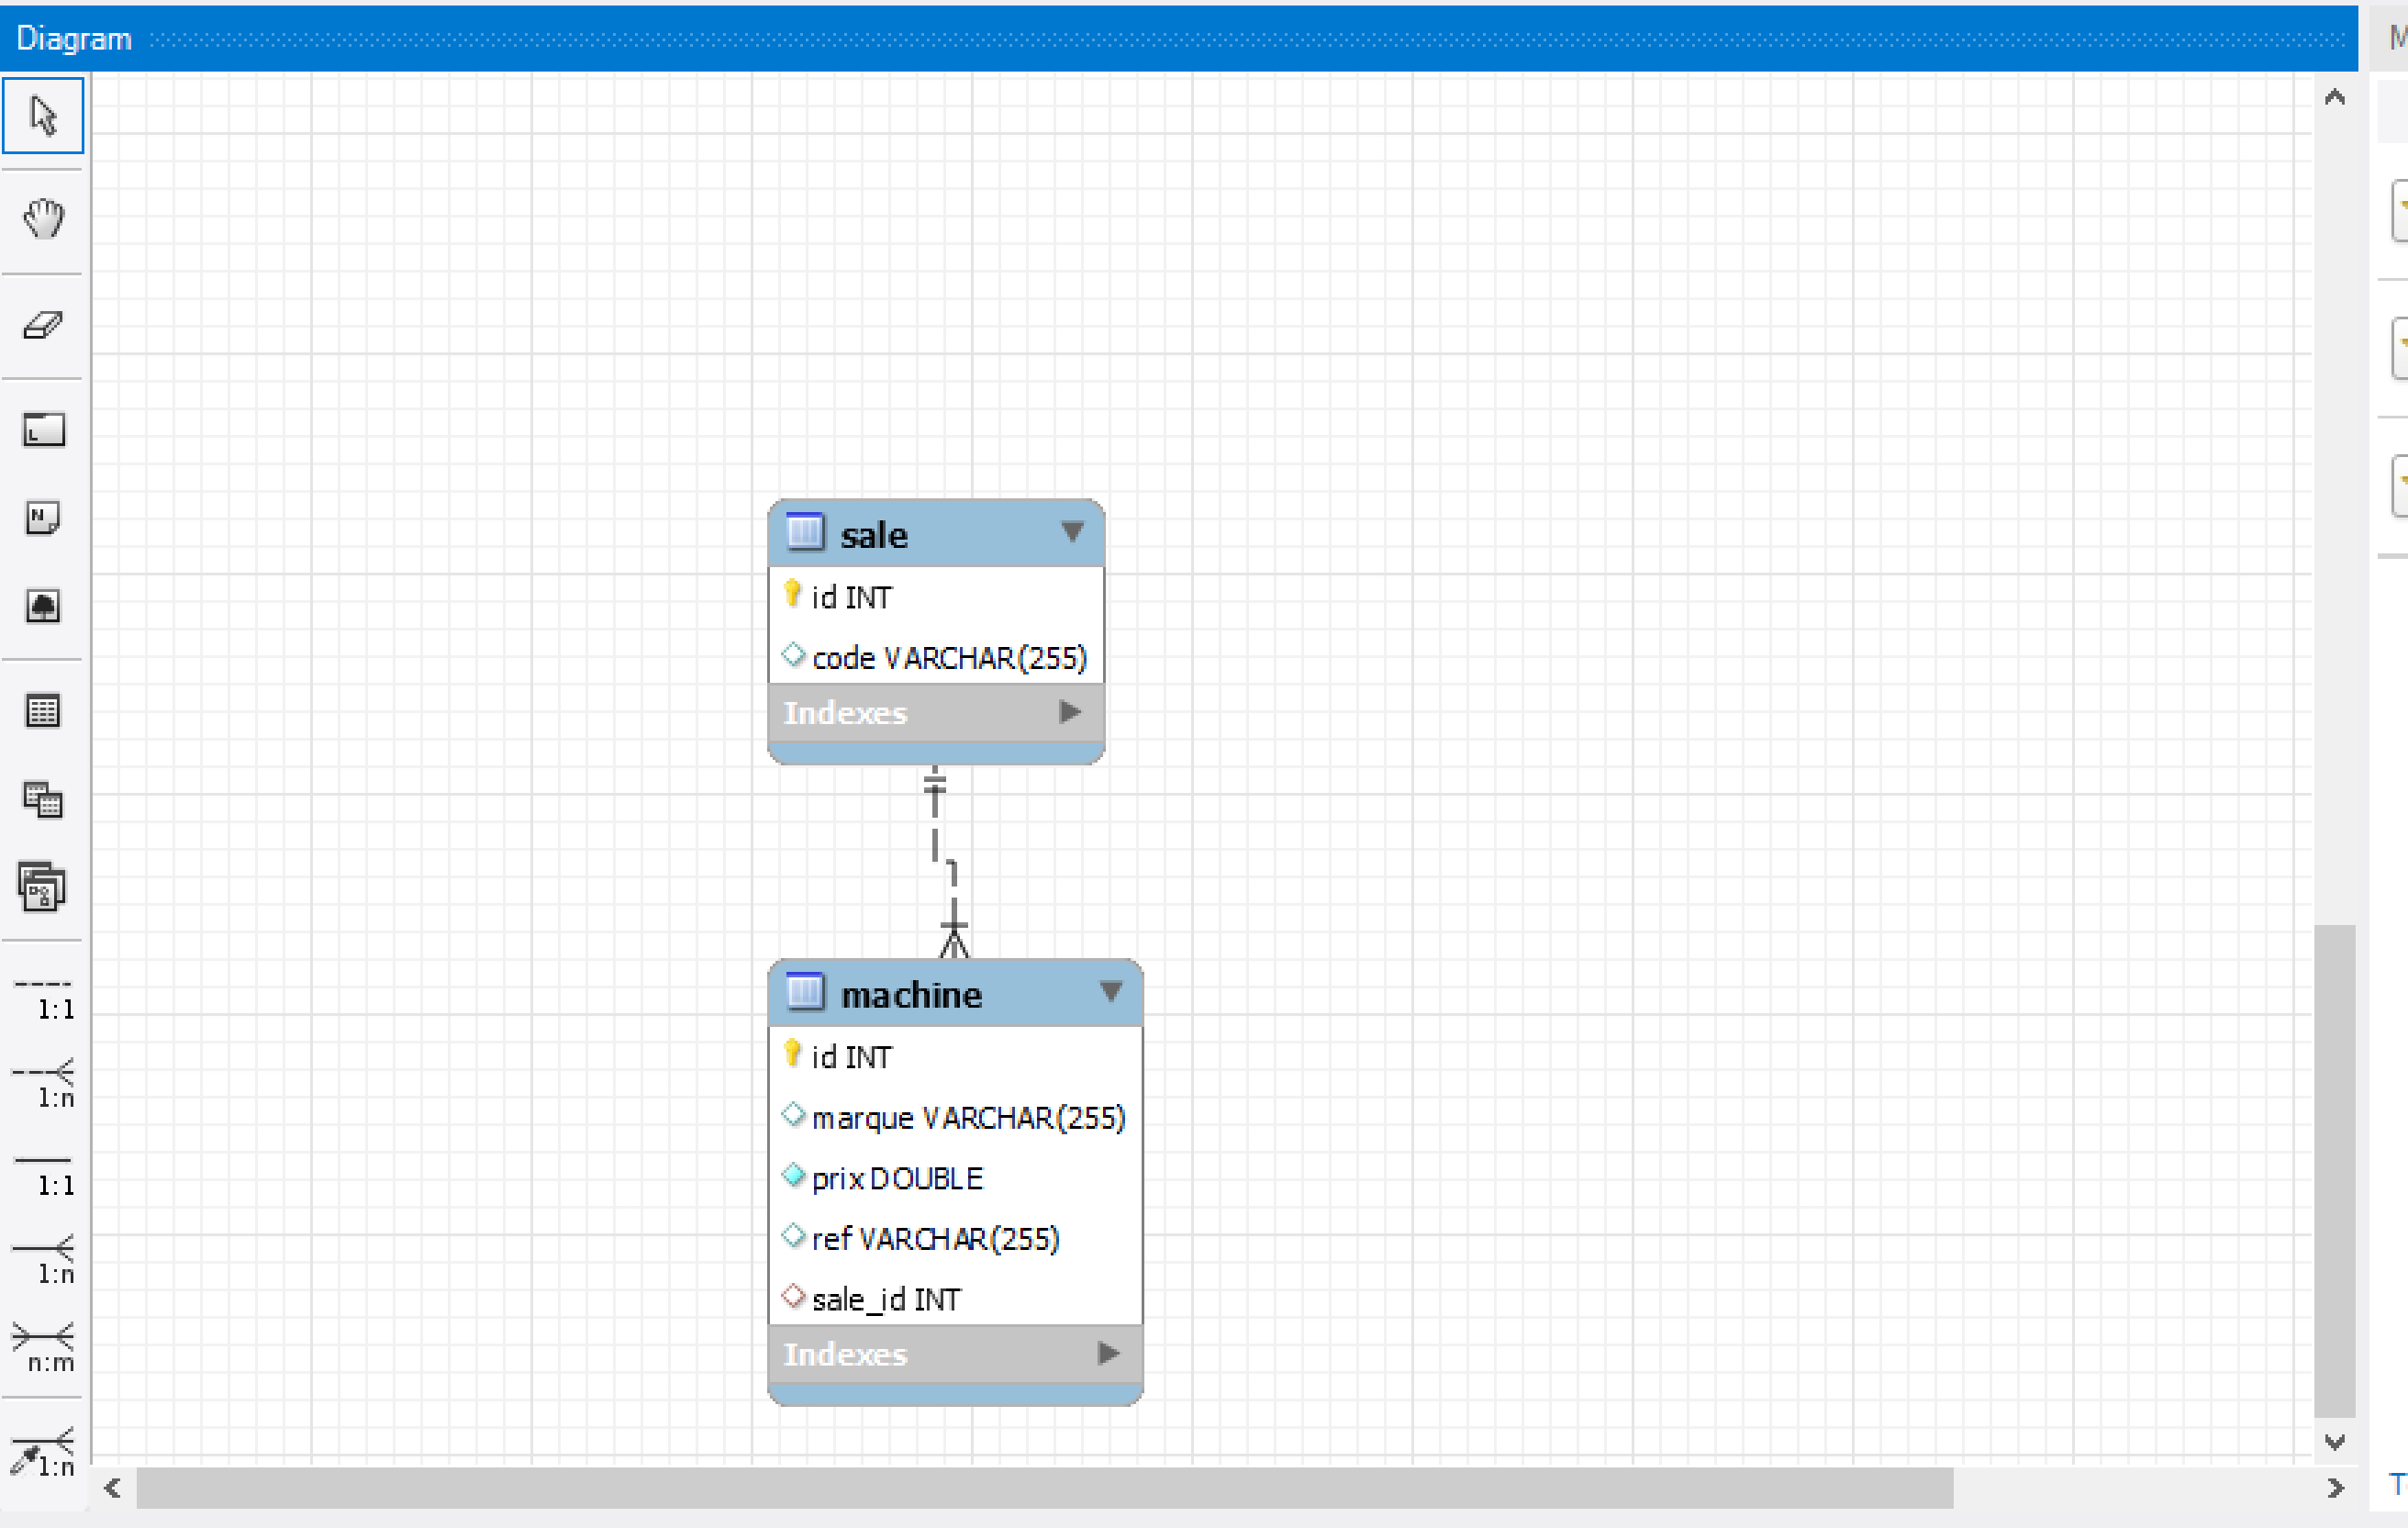 Diagram
sale
id INT
code VARCHAR(255)
Indexes
machine
id INT
marque VARCHAR(255)
prix DOUBLE
ref VARCHAR(255)
sale_id INT
Indexes
L
N
1:1
1:n
1:1
1:n
n:m
1:n